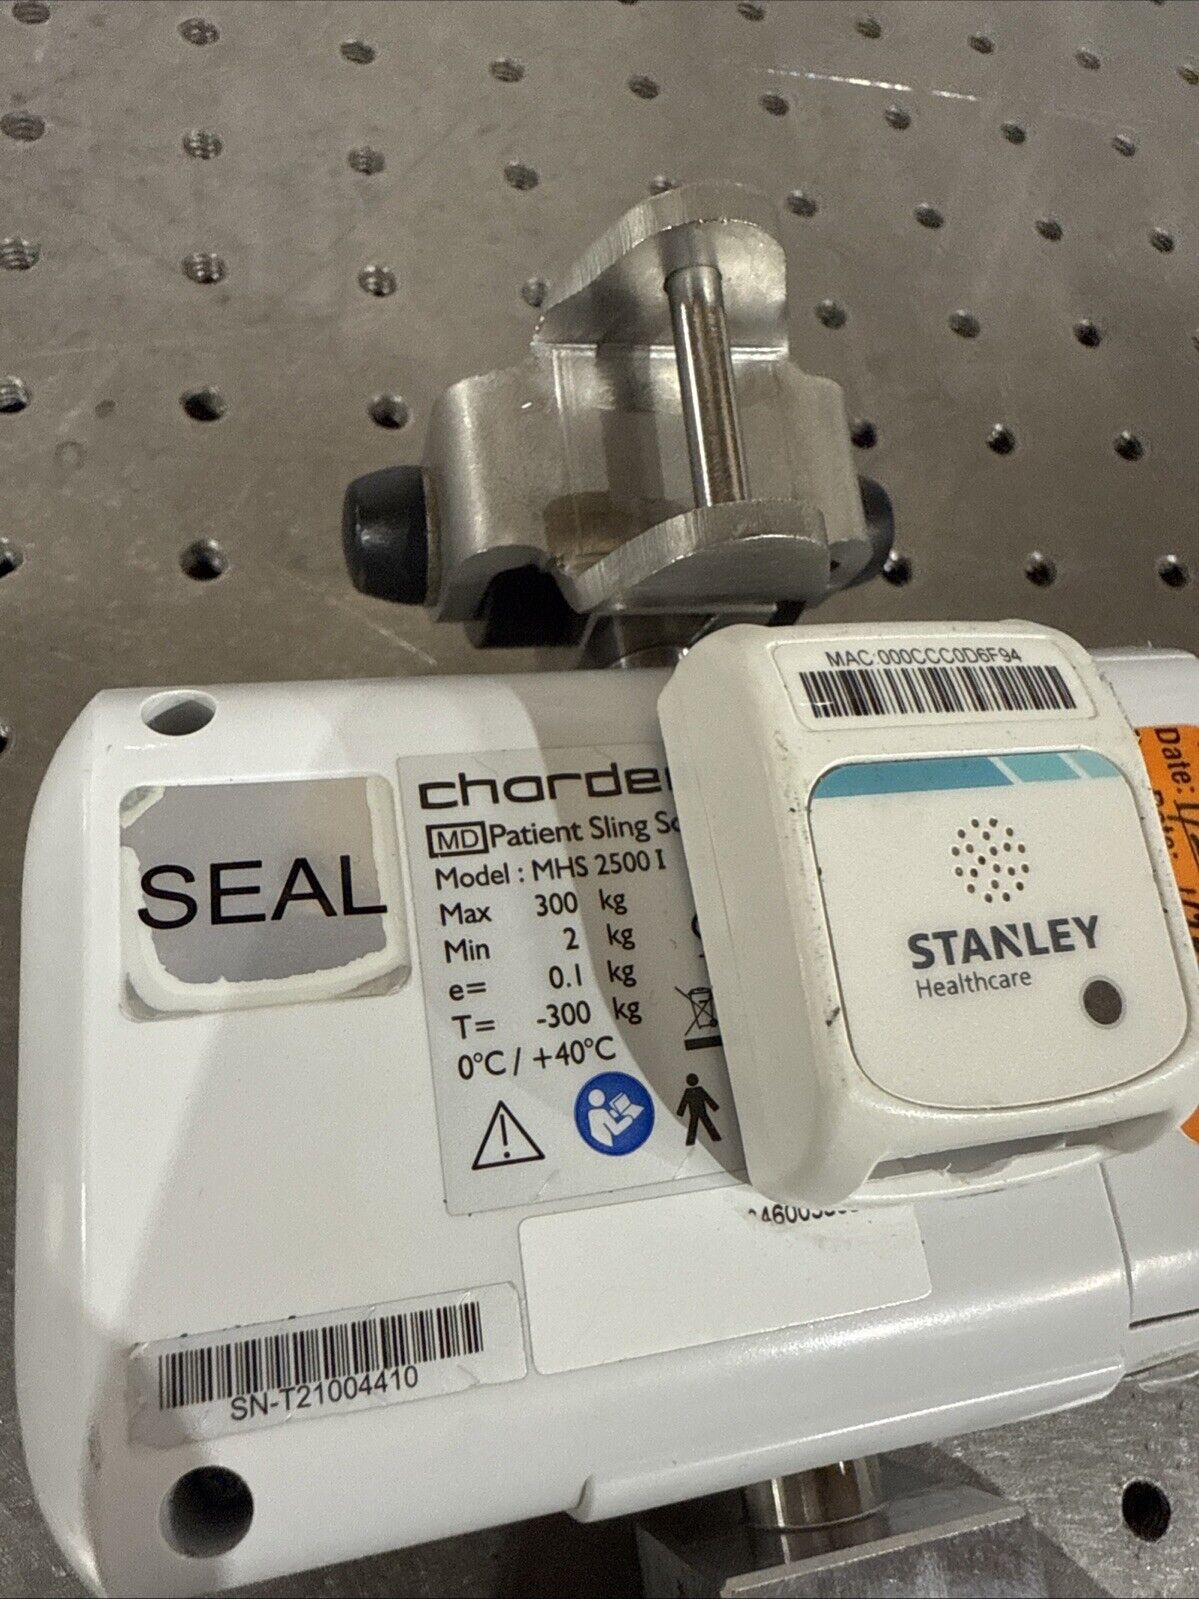 MAC:000CCC0D6F94
Date:
charder
MD Patient Sling
Model : MHS 2500 I
Max 300 kg
Min 2 kg
e= 0.1 kg
T= -300 kg
0°C / +40°C
SEAL
STANLEY
Healthcare
SN-T21004410